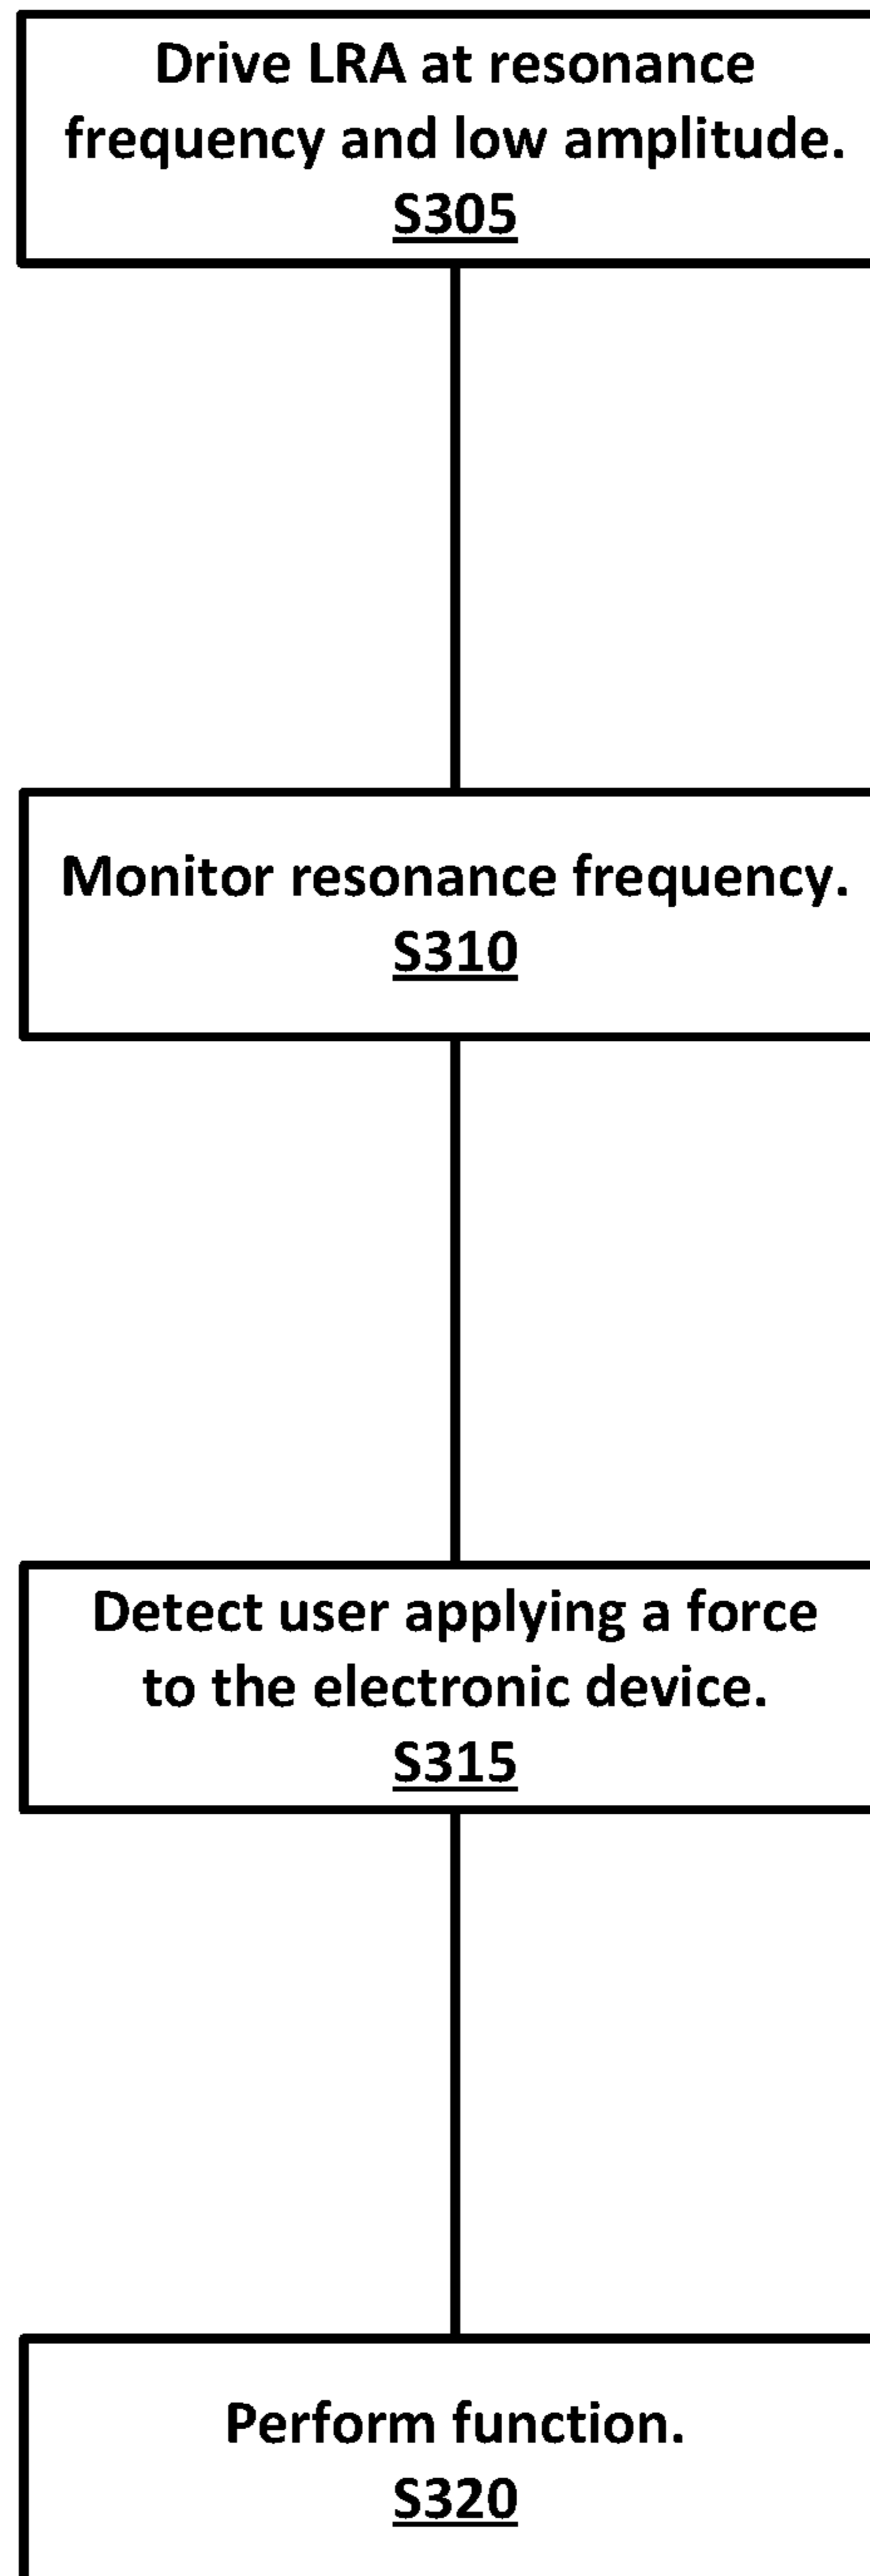 Drive LRA at resonance
frequency and low amplitude.
S305
Monitor resonance frequency.
S310
Detect user applying a force
to the electronic device.
S315
Perform function.
S320